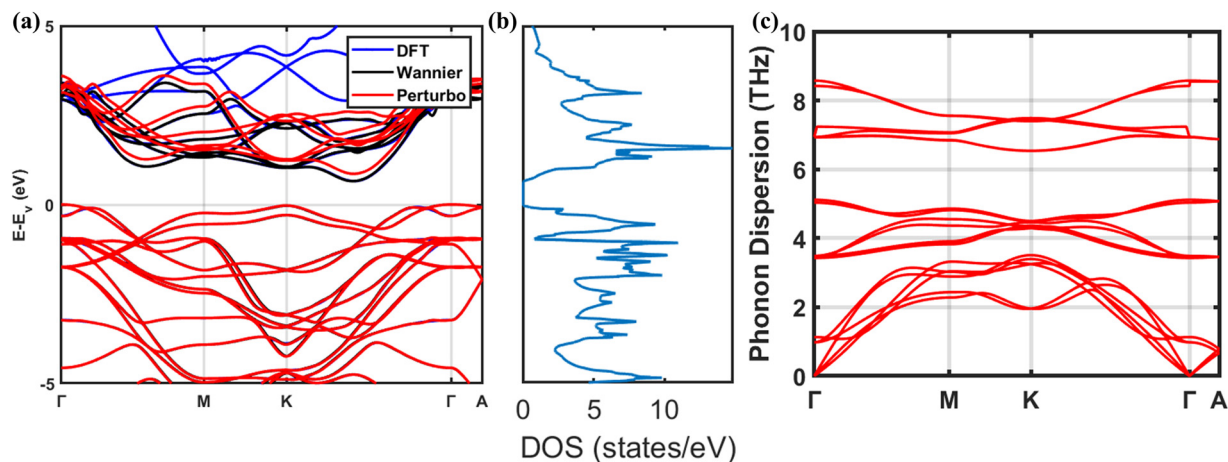 (a)
5
DFT
Wannier
Perturbo
E-Eᵥ (eV)
0
-5
Γ
M
K
Γ
A
(b)
0
5
10
DOS (states/eV)
(c)
10
8
6
4
2
0
Phonon Dispersion (THz)
Γ
M
K
Γ
A